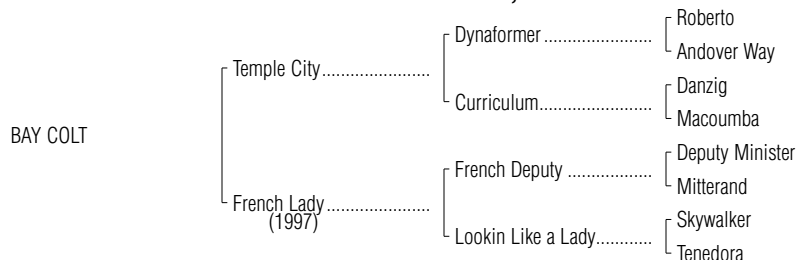 Roberto
Dynaformer ....................
Andover Way
Temple City.......................
Danzig
Curriculum.......................
Macoumba
BAY COLT
Deputy Minister
French Deputy .................
Mitterand
French Lady......................
(1997)
Skywalker
Lookin Like a Lady............
Tenedora